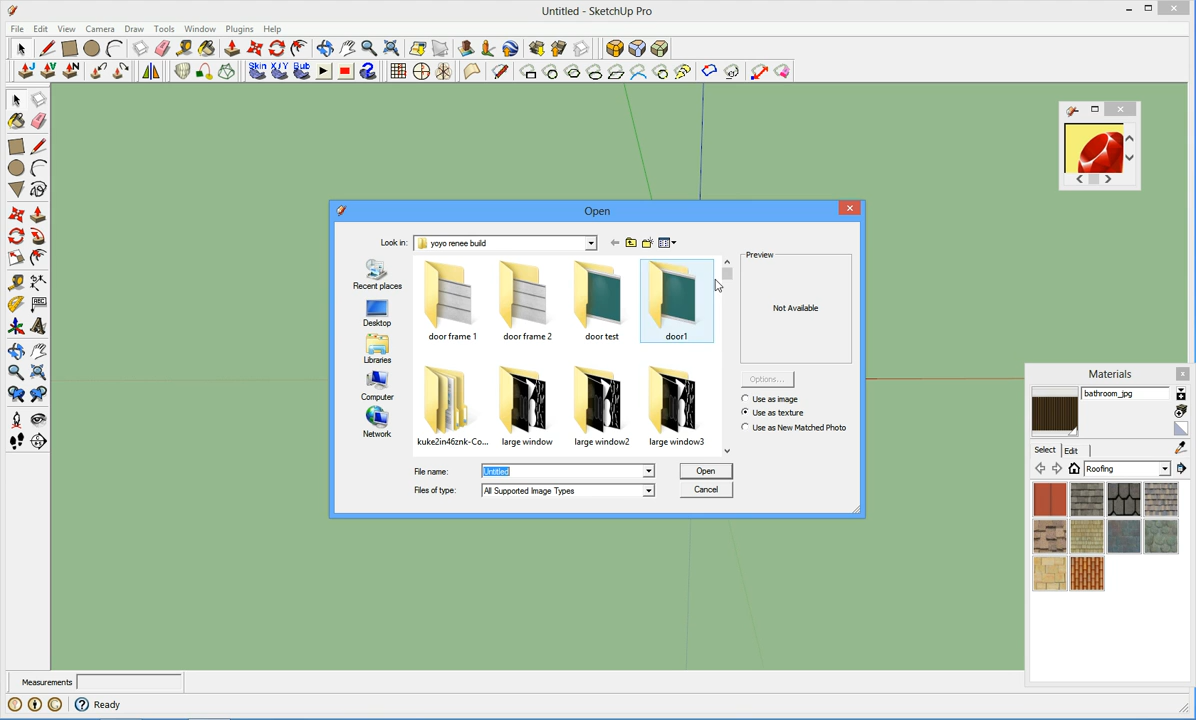 Untitled - SketchUp Pro
File Edit View Camera Draw Tools Window Plugins Help
J V N Skin X/Y Bub
Open
Look in: yoyo renee build
Recent places
Desktop
Libraries
Computer
Network
door frame 1 door frame 2 door test door1
kuke2in46znk-Co... large window large window2 large window3
Preview
Not Available
Options...
Use as image
Use as texture
Use as New Matched Photo
File name: Untitled Open
Files of type: All Supported Image Types Cancel
Materials
bathroom_jpg
Select Edit
Roofing
Measurements
Ready